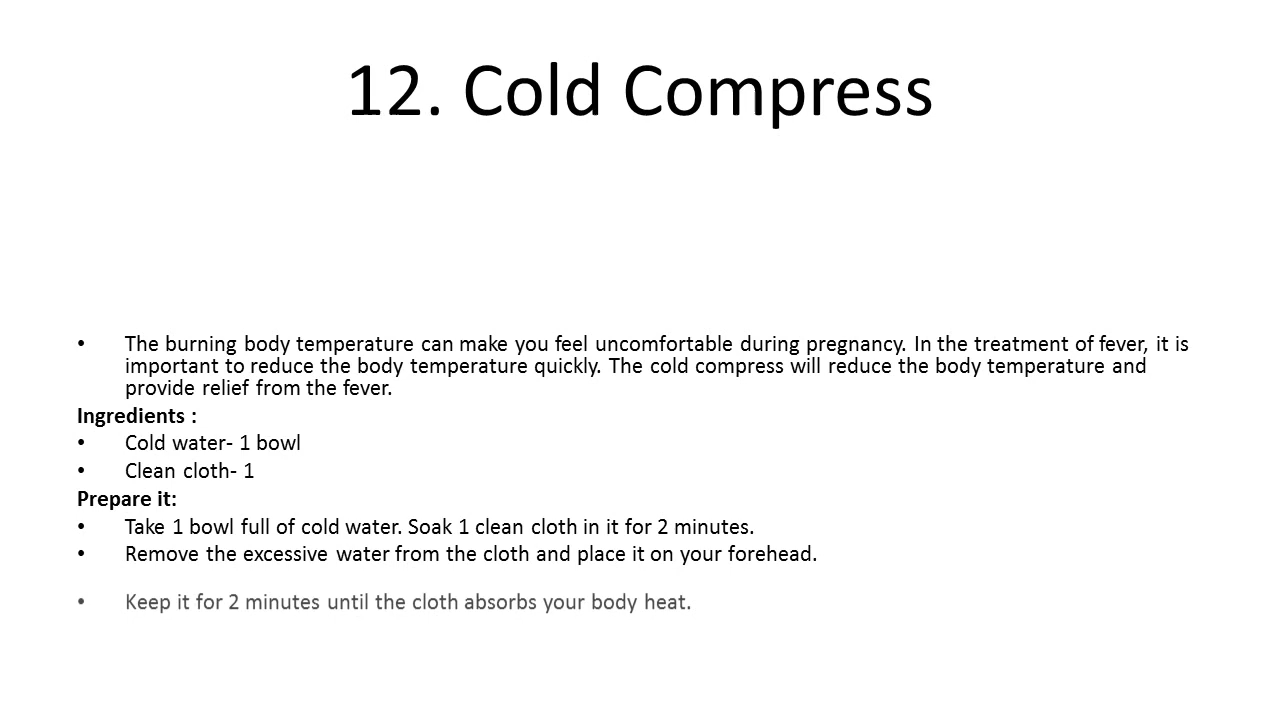 12. Cold Compress
• The burning body temperature can make you feel uncomfortable during pregnancy. In the treatment of fever, it is
important to reduce the body temperature quickly. The cold compress will reduce the body temperature and
provide relief from the fever.
Ingredients :
• Cold water- 1 bowl
• Clean cloth- 1
Prepare it:
• Take 1 bowl full of cold water. Soak 1 clean cloth in it for 2 minutes.
• Remove the excessive water from the cloth and place it on your forehead.
• Keep it for 2 minutes until the cloth absorbs your body heat.